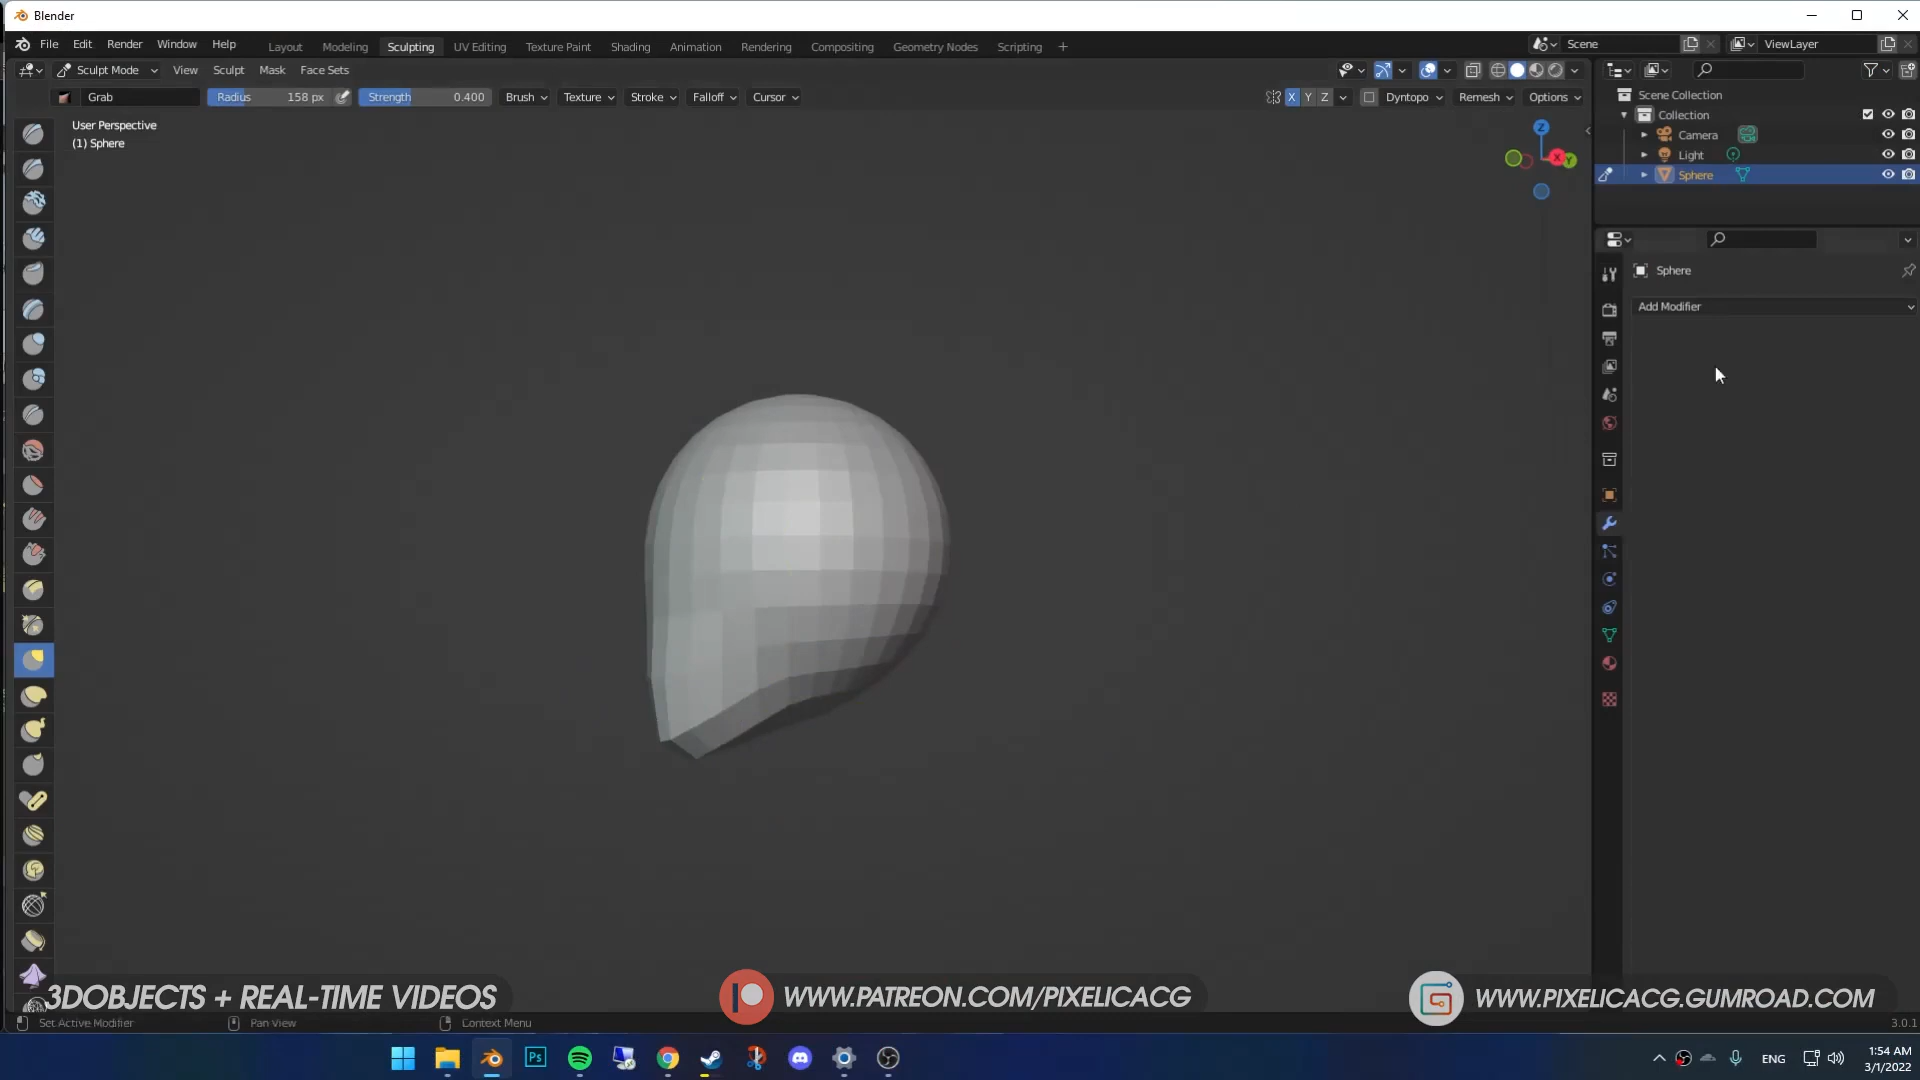 Blender
File Edit Render Window Help
Layout Modeling Sculpting UV Editing Texture Paint Shading Animation Rendering Compositing Geometry Nodes Scripting +
Scene
ViewLayer
Sculpt Mode View Sculpt Mask Face Sets
Grab Radius 158 px Strength 0.400 Brush Texture Stroke Falloff Cursor
X Y Z Dyntopo Remesh Options
User Perspective
(1) Sphere
Z
X Y
Scene Collection
Collection
Camera
Light
Sphere
Sphere
Add Modifier
3DOBJECTS + REAL-TIME VIDEOS
WWW.PATREON.COM/PIXELICACG
WWW.PIXELICACG.GUMROAD.COM
Set Active Modifier Pan View Context Menu 3.0.1
Ps
ENG
1:54 AM
3/1/2022